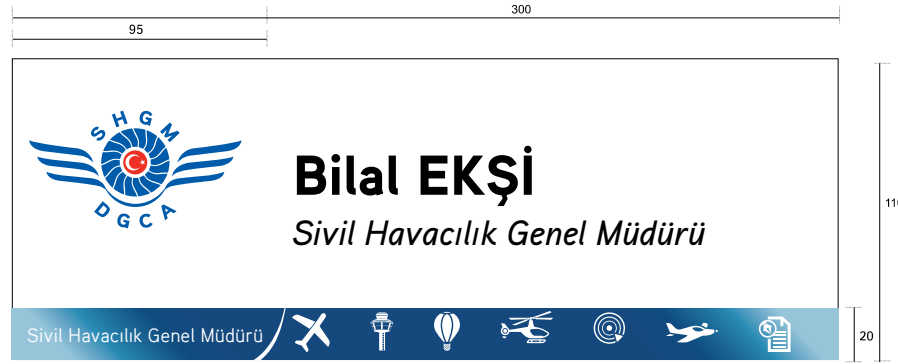 300
95
SHGM
DGCA
Bilal EKŞİ
Sivil Havacılık Genel Müdürü
Sivil Havacılık Genel Müdürü
20